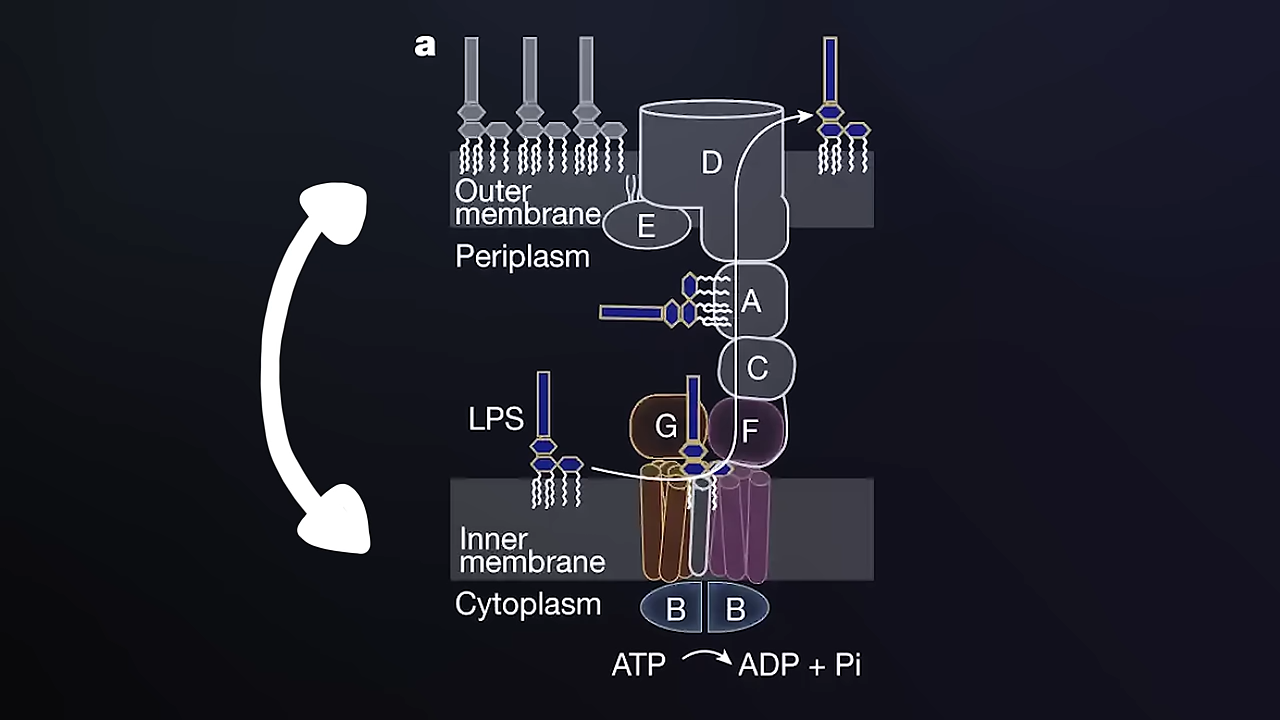 a
D
Outer
membrane
E
Periplasm
A
C
LPS
G
F
Inner
membrane
Cytoplasm
B B
ATP ADP + Pi